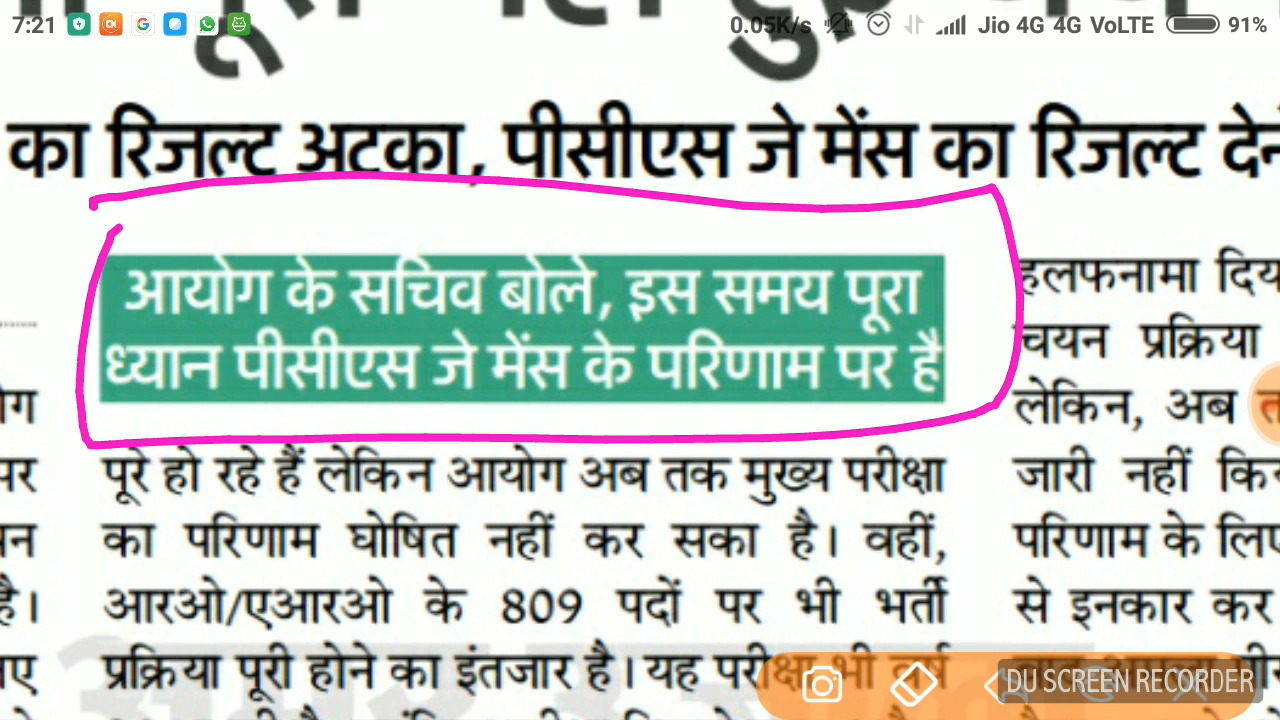 7:21 0.05K/s Jio 4G 4G VoLTE 91%
का रिजल्ट अटका, पीसीएस जे मेंस का रिजल्ट
आयोग के सचिव बोले, इस समय पूरा
ध्यान पीसीएस जे मेंस के परिणाम पर है
पूरे हो रहे हैं लेकिन आयोग अब तक मुख्य परीक्षा
का परिणाम घोषित नहीं कर सका है। वहीं,
आरओ/एआरओ के 809 पदों पर भी भर्ती
प्रक्रिया पूरी होने का इंतजार है। यह परीक्षा भी वर्ष
हलफनामा
चयन प्रक्रिया
लेकिन, अब
जारी नहीं
परिणाम के
से इनकार कर
DU SCREEN RECORDER